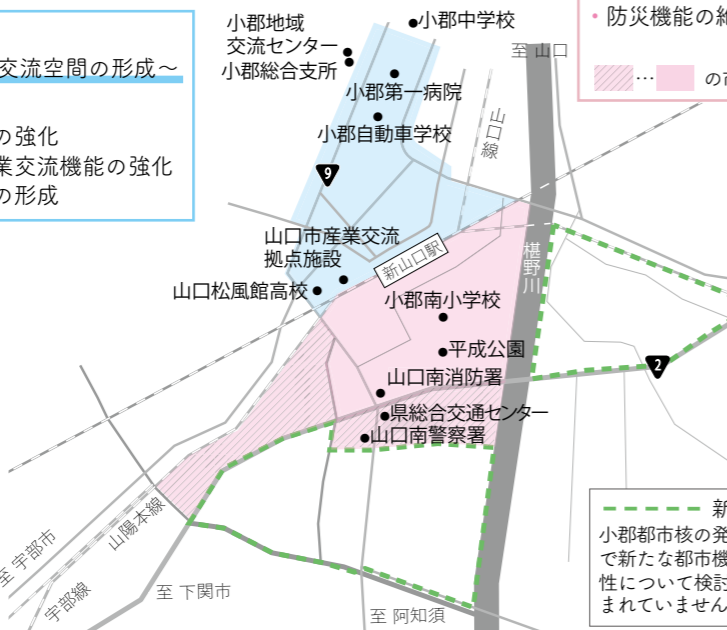 交流空間の形成～
の強化
業交流機能の強化
の形成
・防災機能の維
… の市
至 山口
小郡中学校
小郡地域
交流センター
小郡総合支所
小郡第一病院
小郡自動車学校
山口線
9
山口市産業交流
拠点施設
新山口駅
椹野川
山口松風館高校
小郡南小学校
平成公園
2
山口南消防署
県総合交通センター
山口南警察署
山陽本線
至 宇部市
宇部線
至 下関市
至 阿知須
新
小郡都市核の発
で新たな都市機
性について検討
まれていません